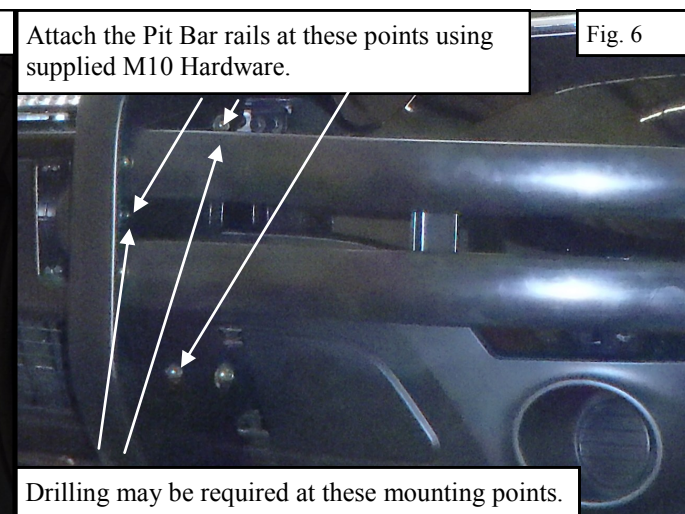 Attach the Pit Bar rails at these points using
supplied M10 Hardware.
Fig. 6
Drilling may be required at these mounting points.